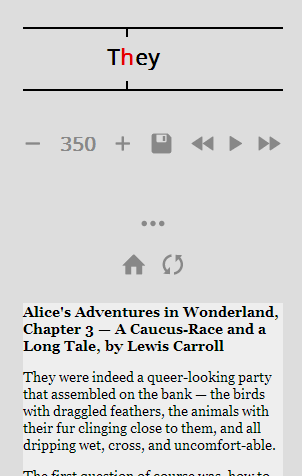 They
350
Alice's Adventures in Wonderland,
Chapter 3 — A Caucus-Race and a
Long Tale, by Lewis Carroll
They were indeed a queer-looking party
that assembled on the bank — the birds
with draggled feathers, the animals with
their fur clinging close to them, and all
dripping wet, cross, and uncomfort-able.
The first question of course was, how to